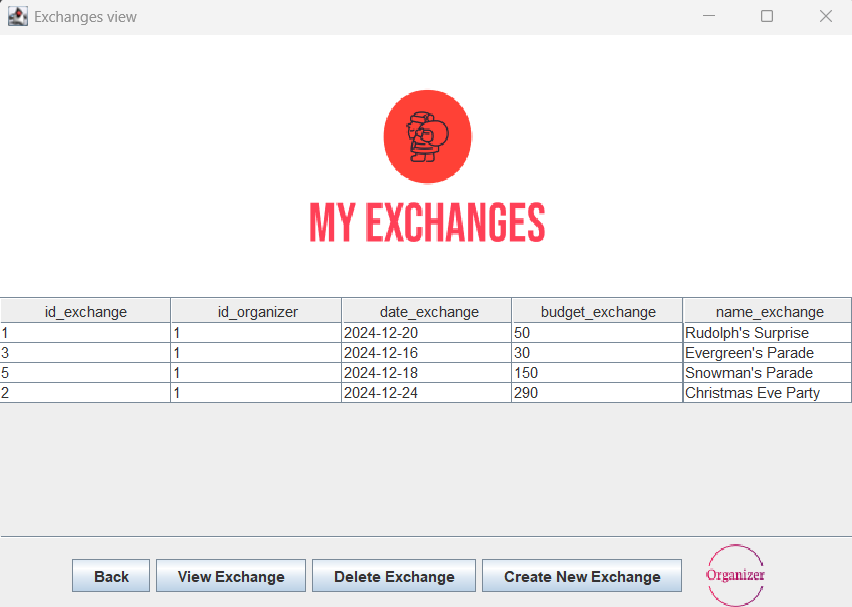 Exchanges view
MY EXCHANGES
id_exchange id_organizer date_exchange budget_exchange name_exchange
1 1 2024-12-20 50 Rudolph's Surprise
3 1 2024-12-16 30 Evergreen's Parade
5 1 2024-12-18 150 Snowman's Parade
2 1 2024-12-24 290 Christmas Eve Party
Back View Exchange Delete Exchange Create New Exchange Organizer